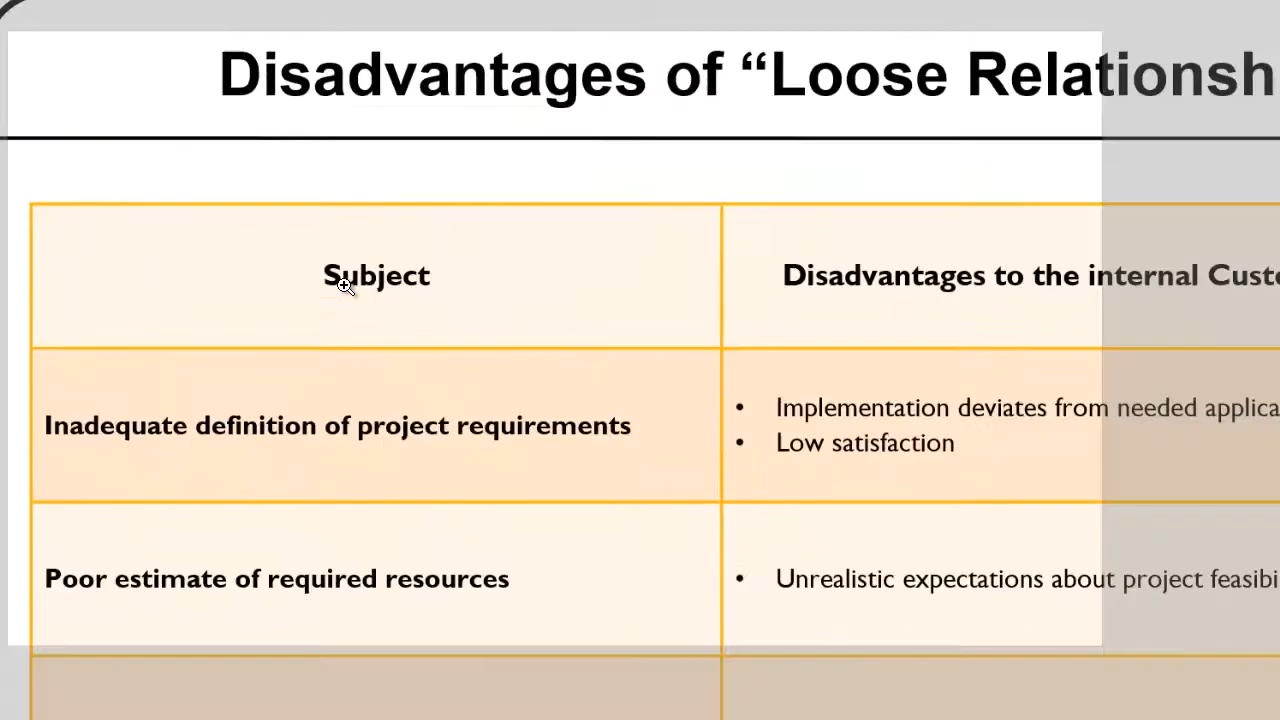 Disadvantages of “Loose Relationsh
Subject
Disadvantages to the internal Custo
Inadequate definition of project requirements
• Implementation deviates from needed applica
• Low satisfaction
Poor estimate of required resources
• Unrealistic expectations about project feasibi